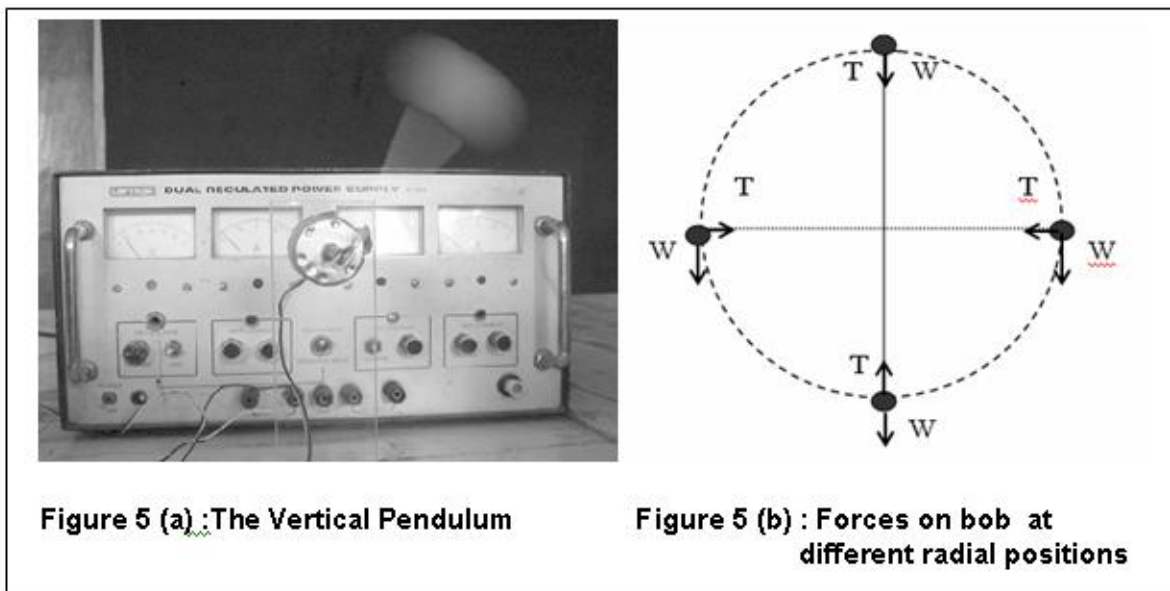 DUAL REGULATED POWER SUPPLY
T W
T T
W W
T
W
Figure 5 (a) :The Vertical Pendulum
Figure 5 (b) : Forces on bob at
different radial positions